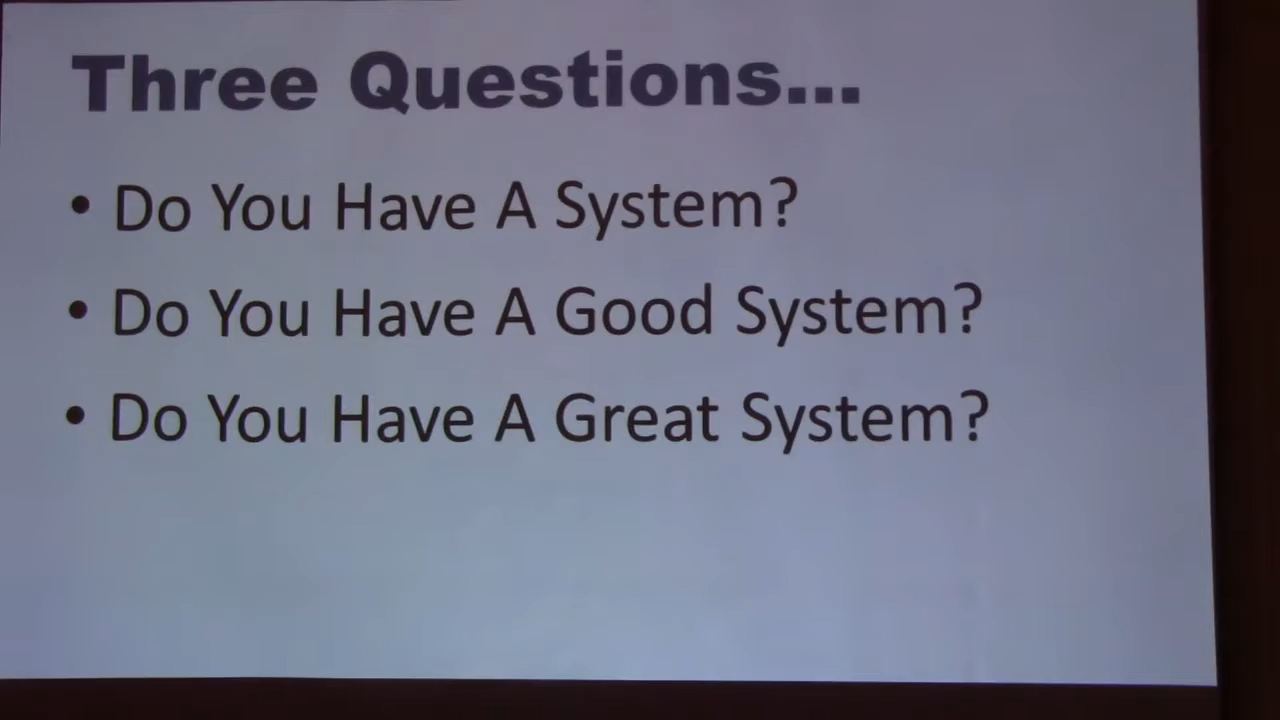 Three Questions...
• Do You Have A System?
• Do You Have A Good System?
• Do You Have A Great System?